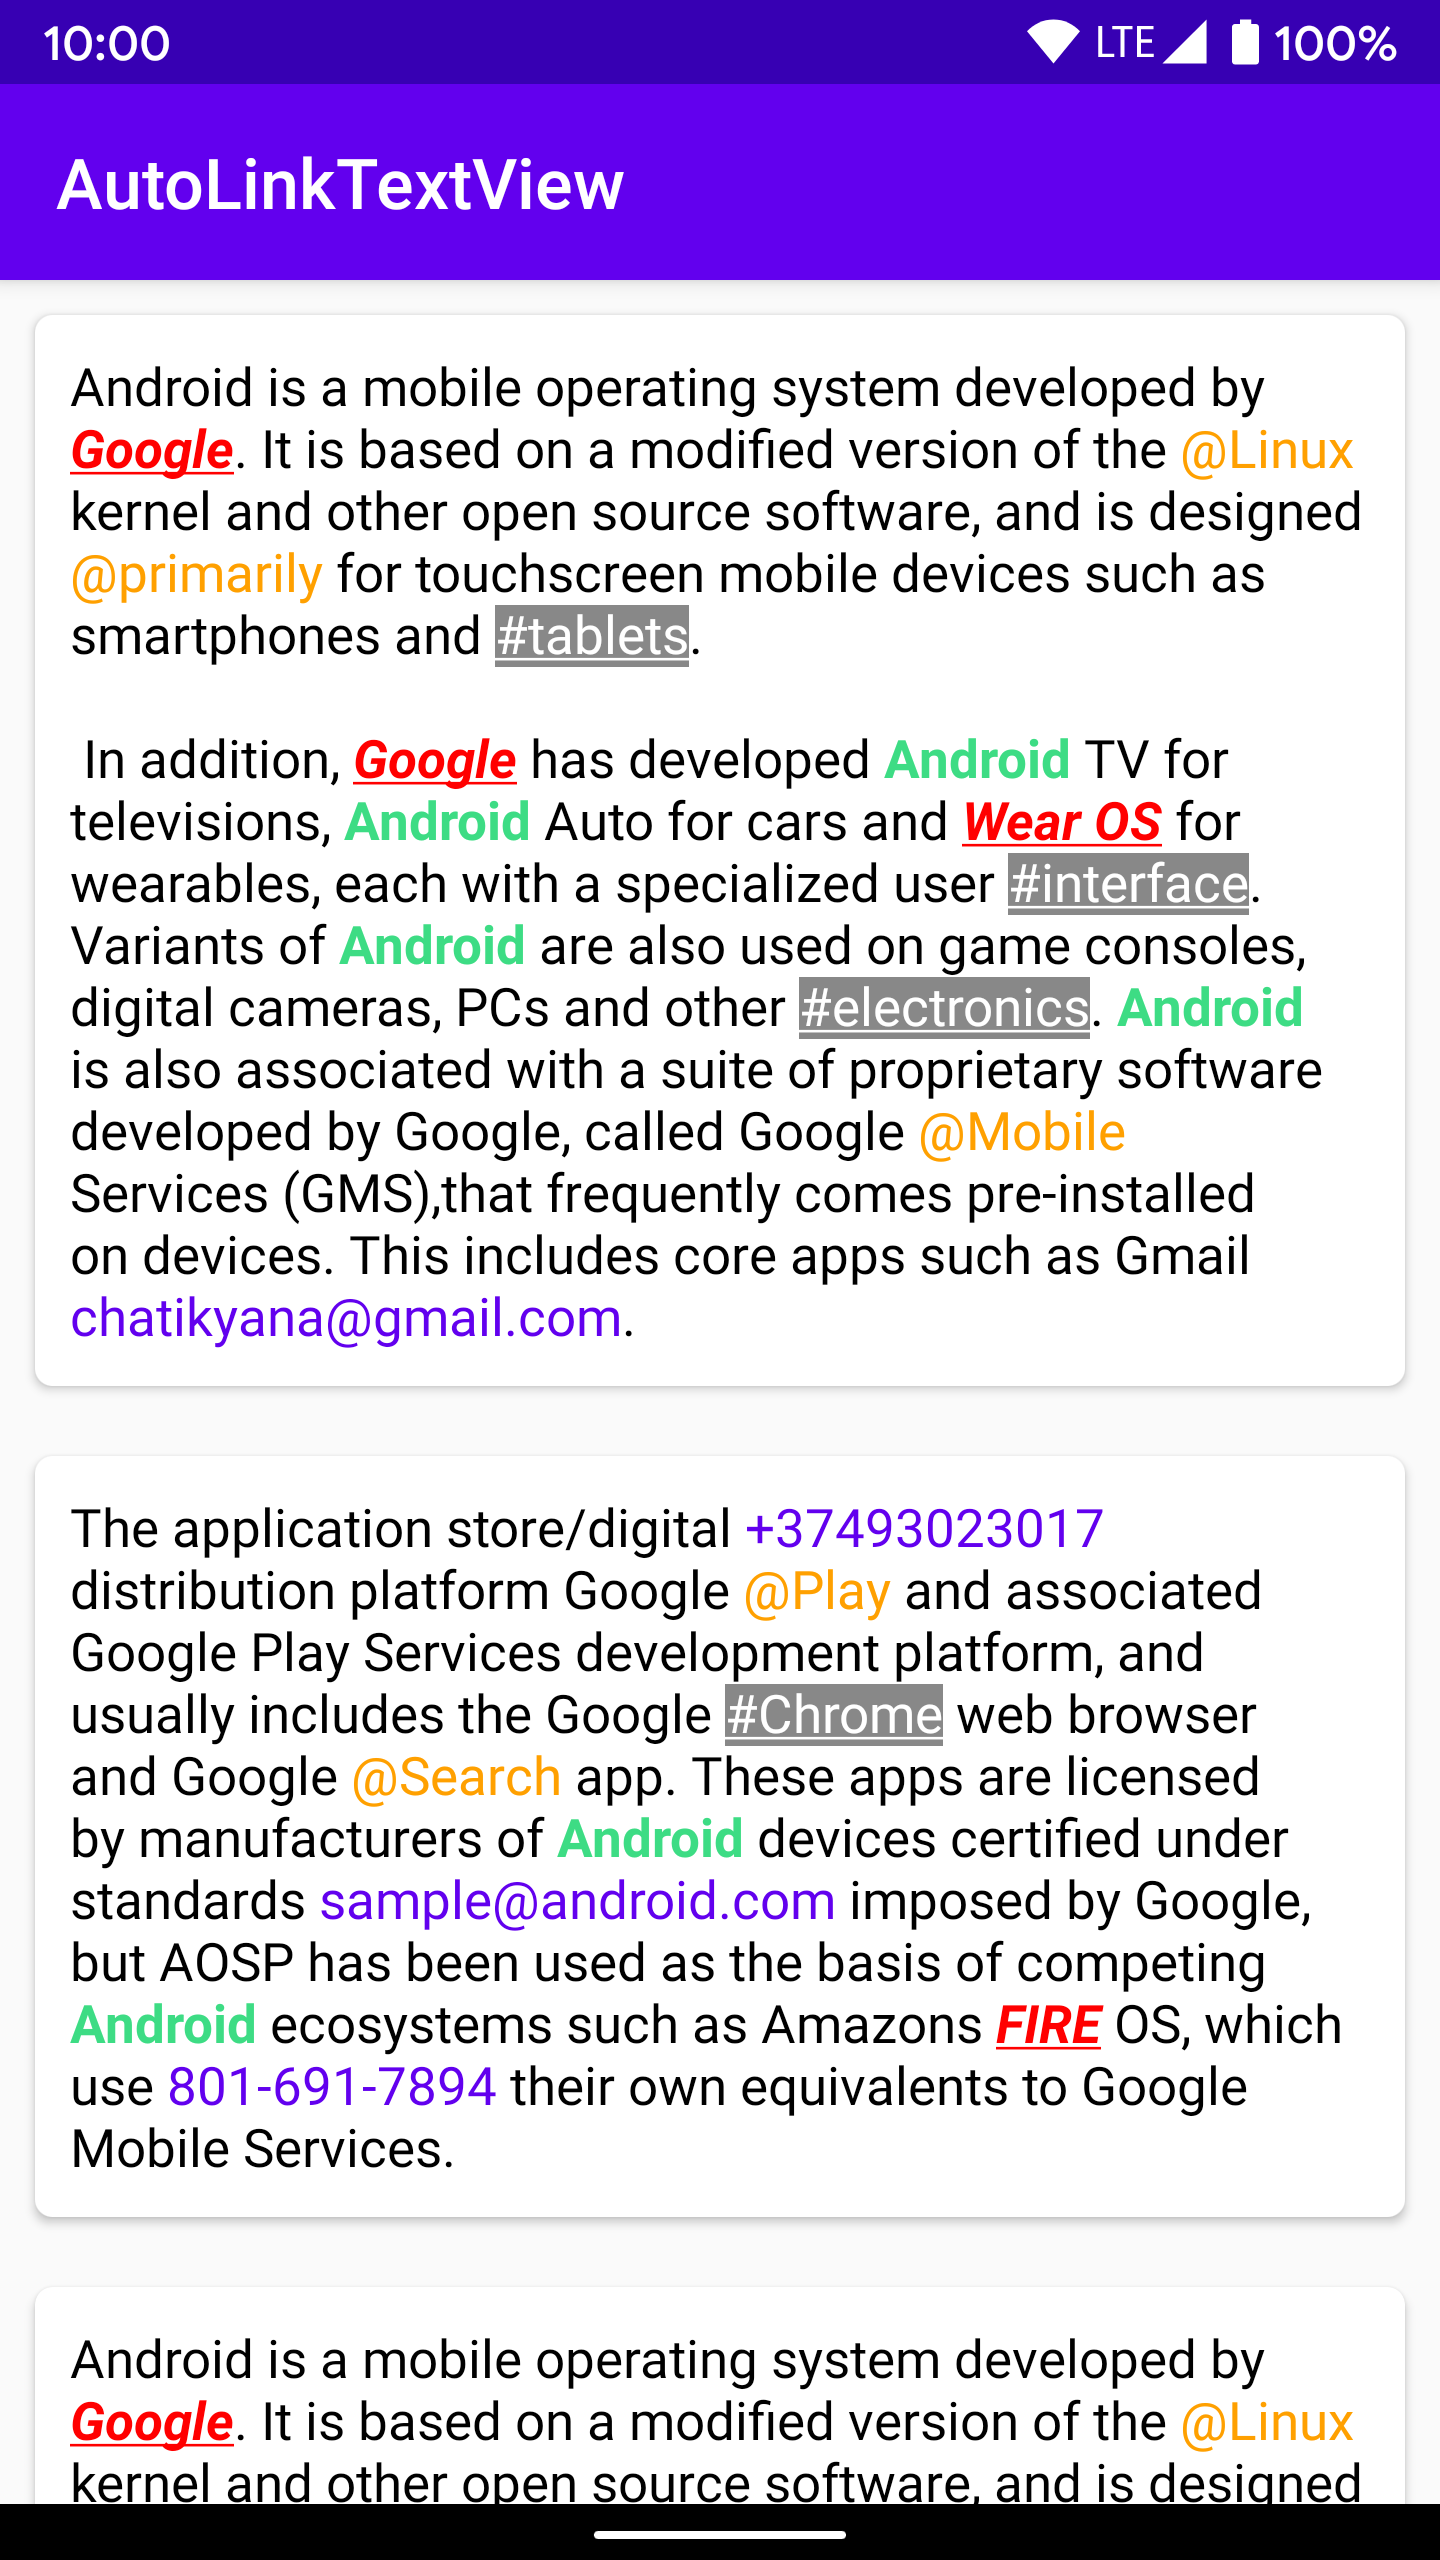 10:00 LTE 100%
AutoLinkTextView
Android is a mobile operating system developed by
Google. It is based on a modified version of the @Linux
kernel and other open source software, and is designed
@primarily for touchscreen mobile devices such as
smartphones and #tablets.
In addition, Google has developed Android TV for
televisions, Android Auto for cars and Wear OS for
wearables, each with a specialized user #interface.
Variants of Android are also used on game consoles,
digital cameras, PCs and other #electronics. Android
is also associated with a suite of proprietary software
developed by Google, called Google @Mobile
Services (GMS),that frequently comes pre-installed
on devices. This includes core apps such as Gmail
chatikyana@gmail.com.
The application store/digital +37493023017
distribution platform Google @Play and associated
Google Play Services development platform, and
usually includes the Google #Chrome web browser
and Google @Search app. These apps are licensed
by manufacturers of Android devices certified under
standards sample@android.com imposed by Google,
but AOSP has been used as the basis of competing
Android ecosystems such as Amazons FIRE OS, which
use 801-691-7894 their own equivalents to Google
Mobile Services.
Android is a mobile operating system developed by
Google. It is based on a modified version of the @Linux
kernel and other open source software, and is designed